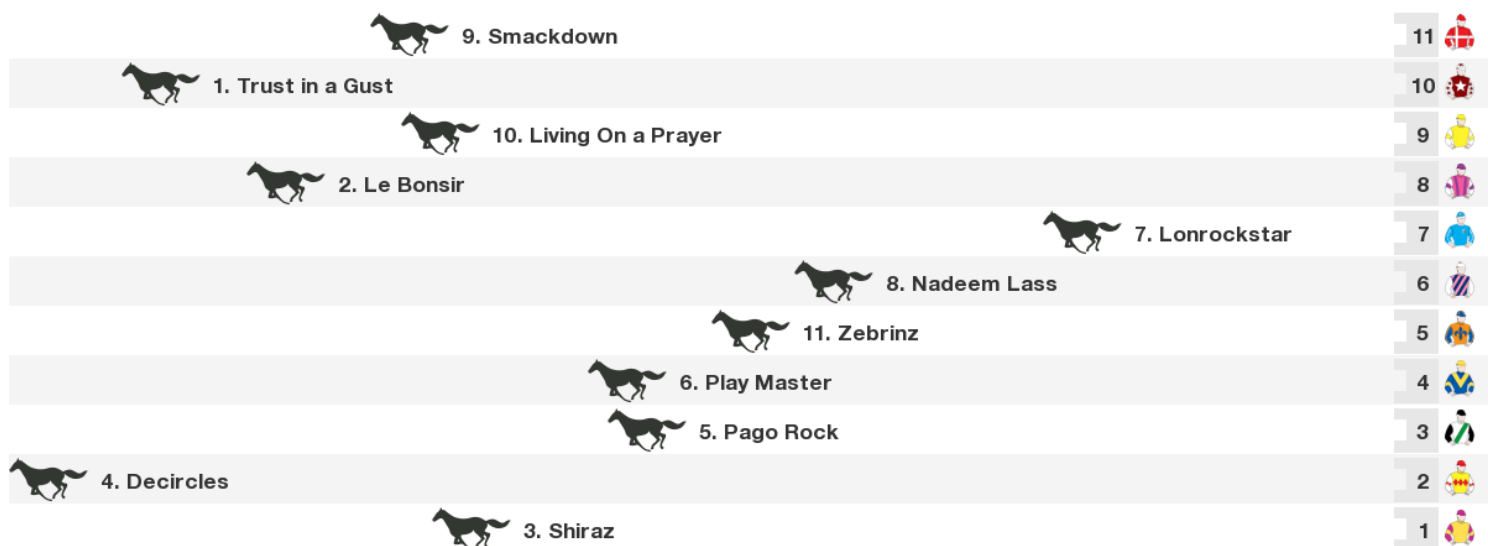 9. Smackdown 11
1. Trust in a Gust 10
10. Living On a Prayer 9
2. Le Bonsir 8
7. Lonrockstar 7
8. Nadeem Lass 6
11. Zebrinz 5
6. Play Master 4
5. Pago Rock 3
4. Decircles 2
3. Shiraz 1